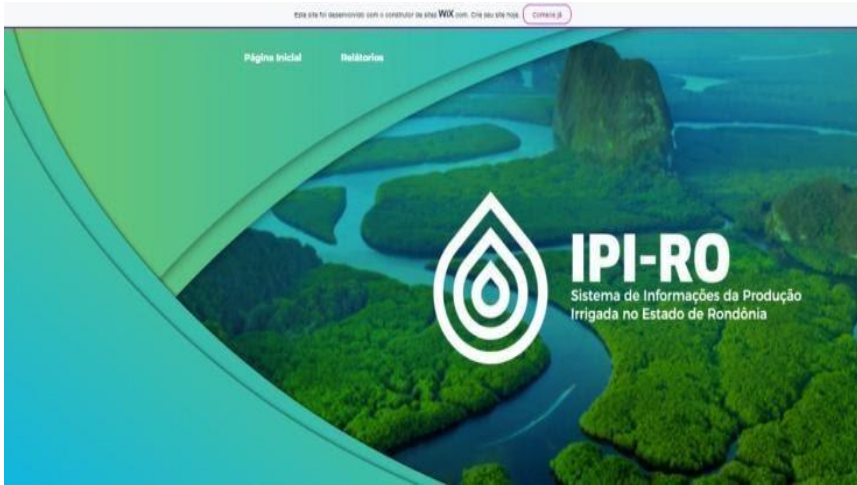 Este site foi desenvolvido com o construtor de sites WiX.com. Crie seu site hoje. Comece já
Página Inicial Relátorios
IPI-RO
Sistema de Informações da Produção
Irrigada no Estado de Rondônia